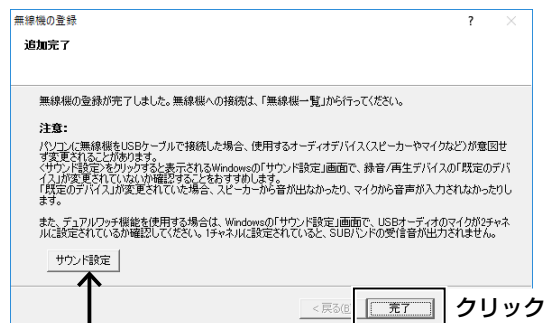 無線機の登録 ? ×
追加完了
無線機の登録が完了しました。無線機への接続は、「無線機一覧」から行ってください。
注意:
パソコンに無線機をUSBケーブルで接続した場合、使用するオーディオデバイス(スピーカーやマイクなど)が意図せ
ず変更されることがあります。
<サウンド設定>をクリックすると表示されるWindowsの「サウンド設定」画面で、録音/再生デバイスの「既定のデバ
イス」が変更されていないか確認することをおすすめします。
「既定のデバイス」が変更されていた場合、スピーカーから音が出なかったり、マイクから音声が入力されなかったりし
ます。
また、デュアルワッチ機能を使用する場合は、Windowsの「サウンド設定」画面で、USBオーディオのマイクが2チャネ
ルに設定されているか確認してください。1チャネルに設定されていると、SUBバンドの受信音が出力されません。
サウンド設定
< 戻る(B) 完了 クリック